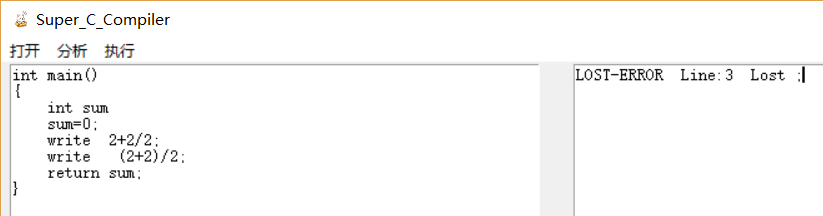 Super_C_Compiler
打开 分析 执行
int main()
{
    int sum
    sum=0;
    write  2+2/2;
    write   (2+2)/2;
    return sum;
}
LOST-ERROR  Line:3  Lost ;